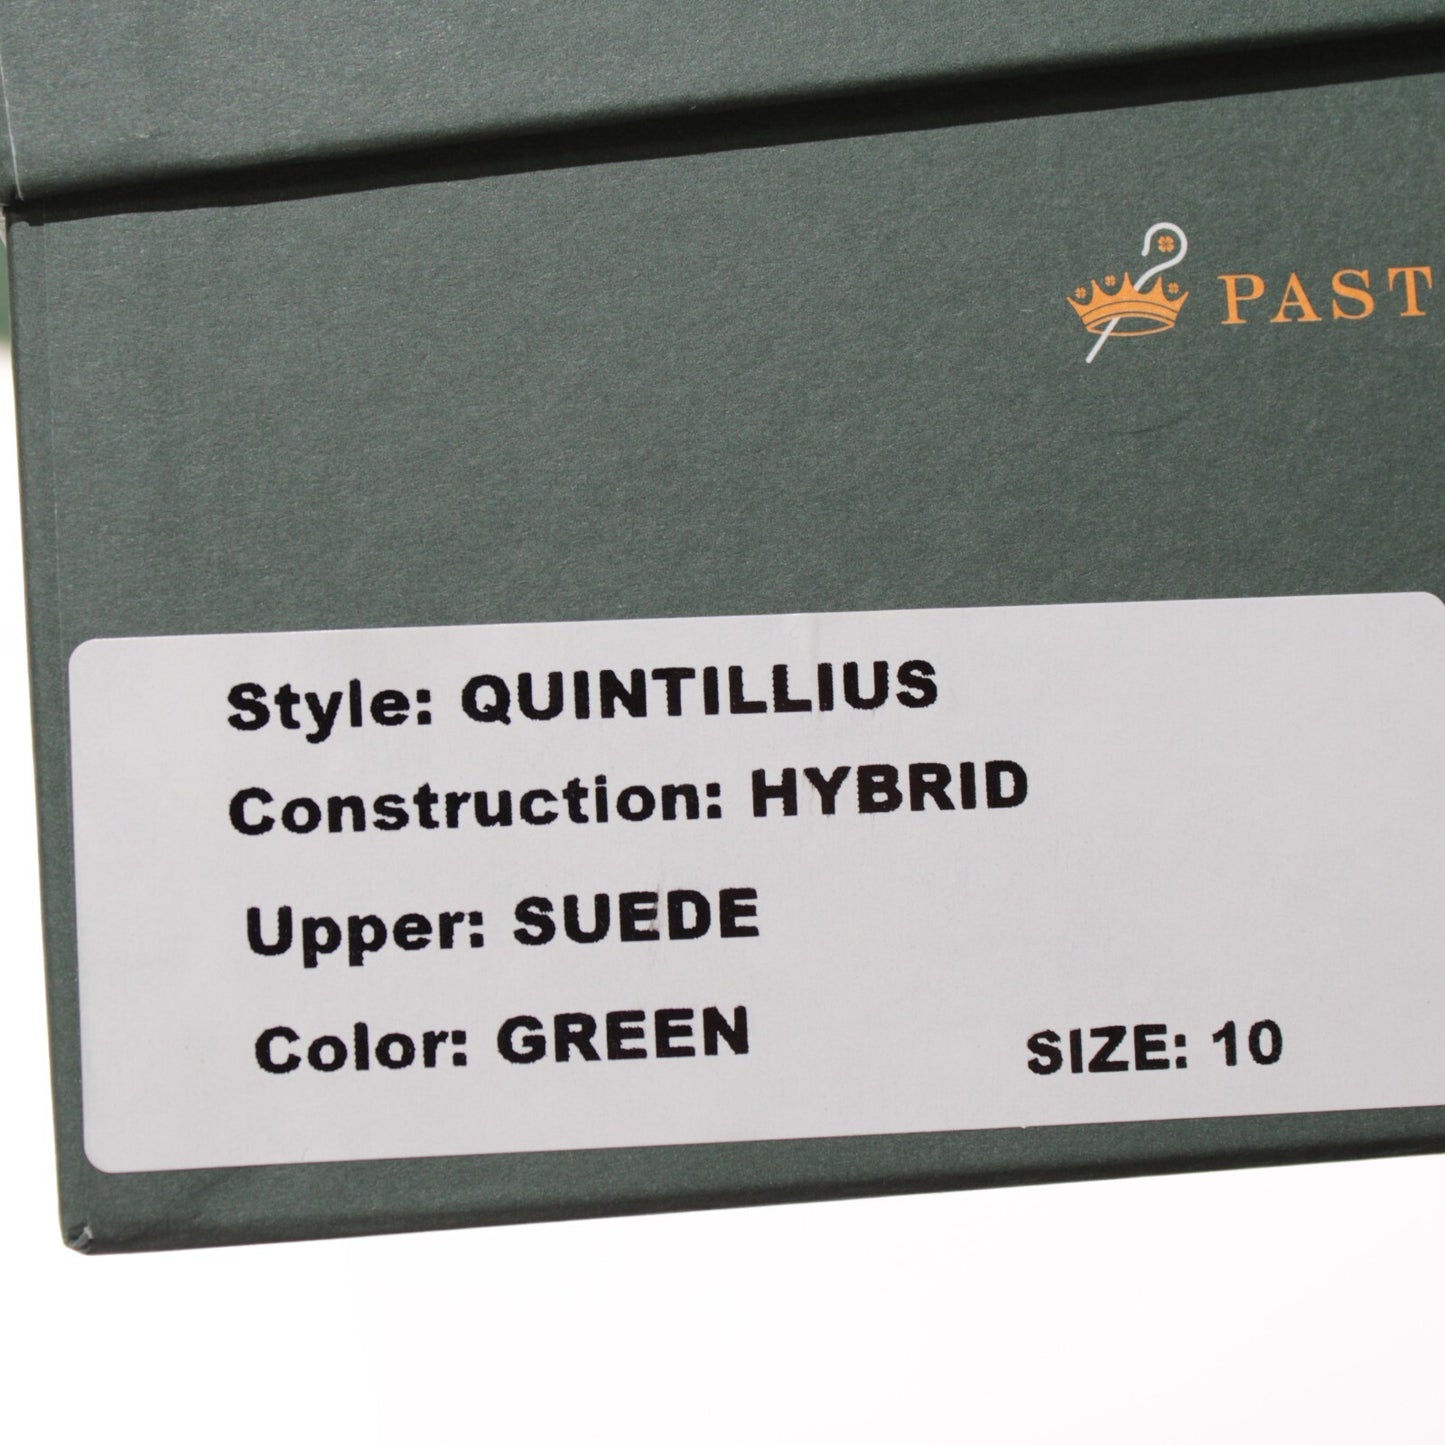 PAST
Style: QUINTILLIUS
Construction: HYBRID
Upper: SUEDE
Color: GREEN
SIZE: 10